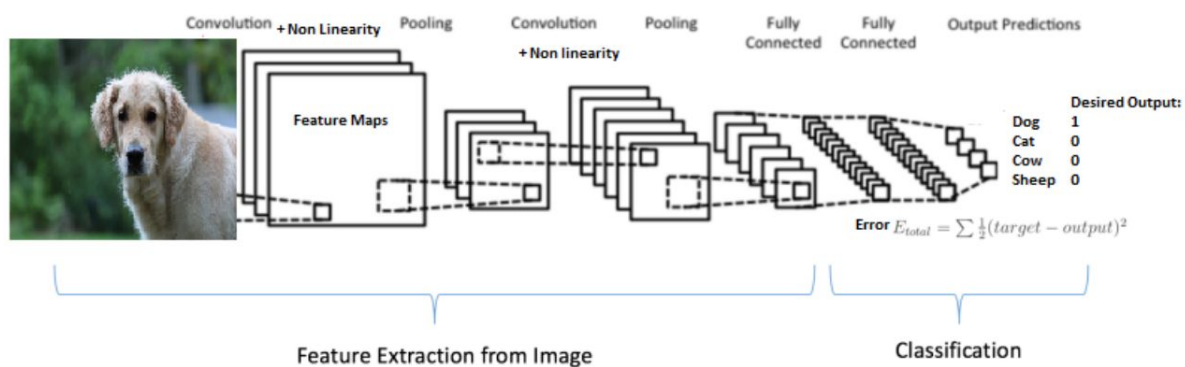 Convolution
+ Non Linearity
Pooling
Convolution
+ Non linearity
Pooling
Fully
Connected
Fully
Connected
Output Predictions
Feature Maps
Desired Output:
Dog 1
Cat 0
Cow 0
Sheep 0
Error E_total = ∑ ½(target − output)²
Feature Extraction from Image
Classification